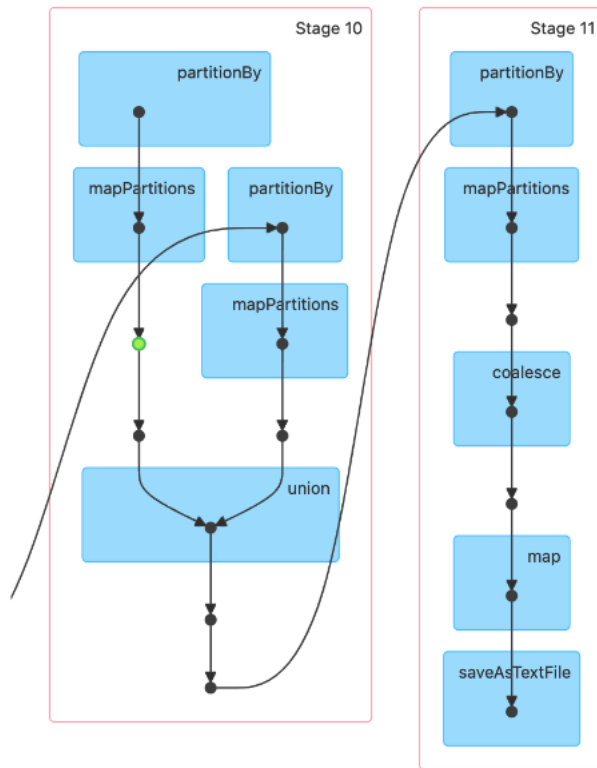 Stage 10
partitionBy
mapPartitions
partitionBy
mapPartitions
union
Stage 11
partitionBy
mapPartitions
coalesce
map
saveAsTextFile